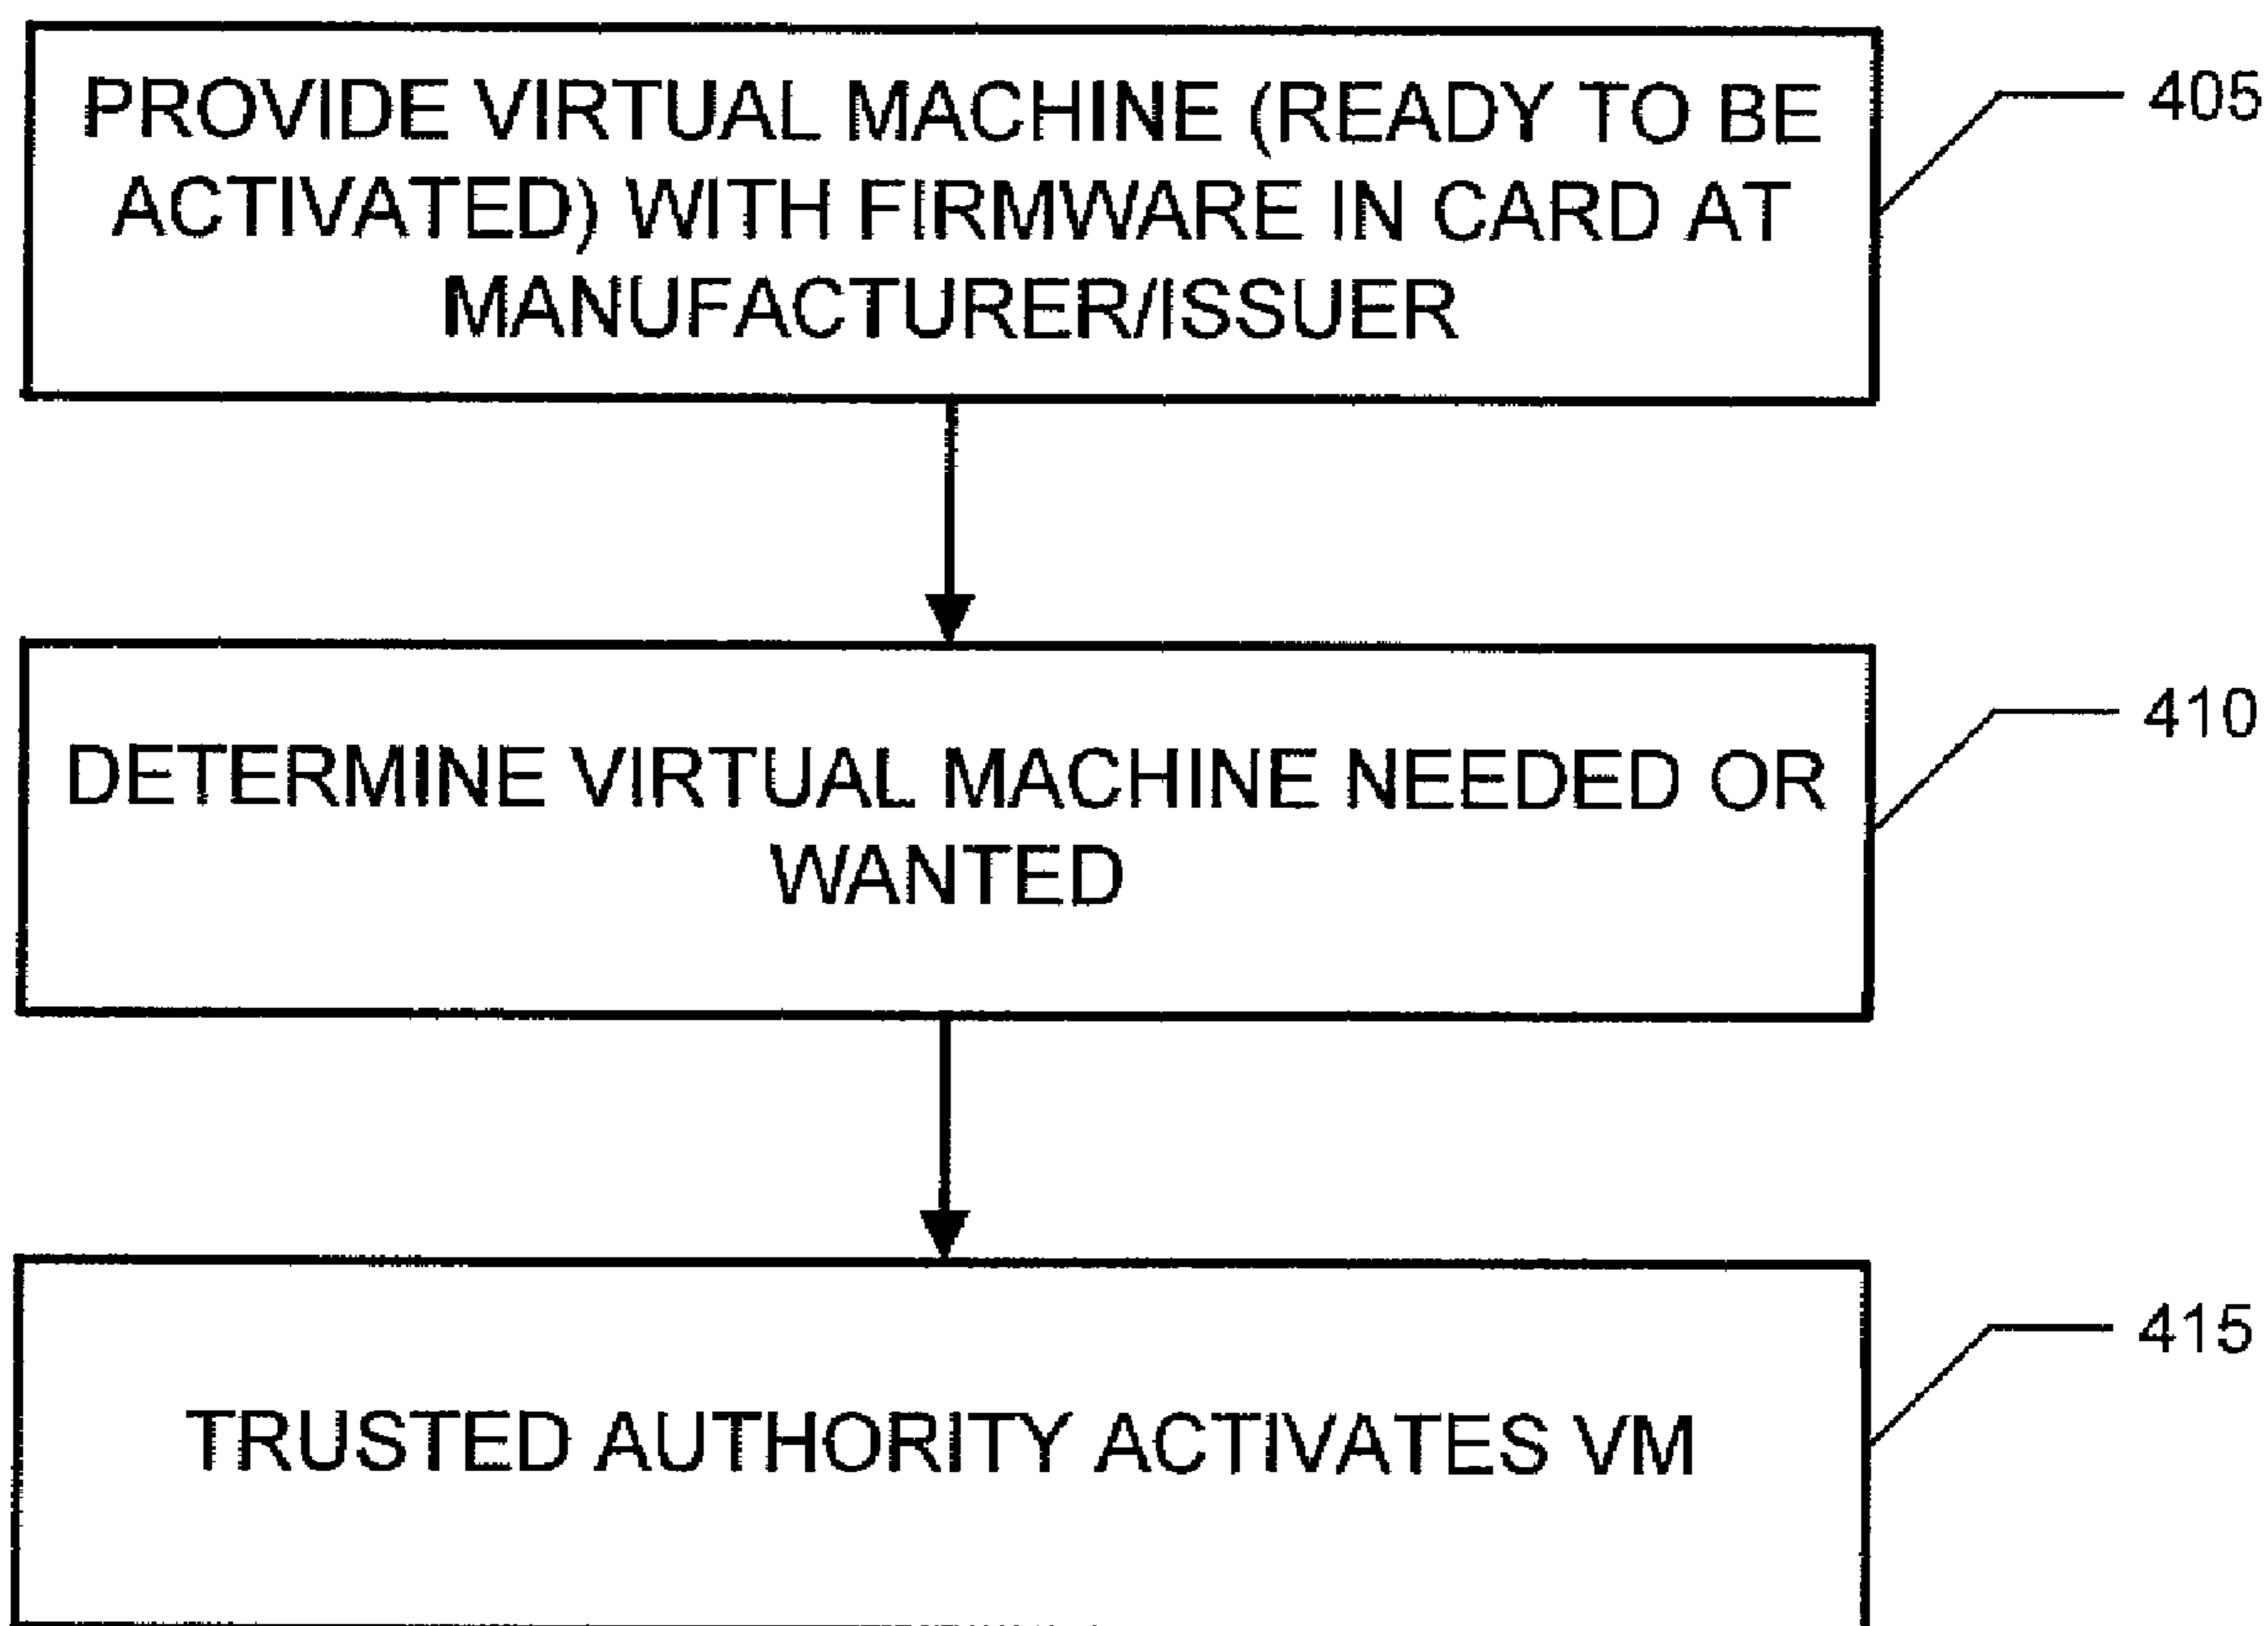 PROVIDE VIRTUAL MACHINE (READY TO BE
ACTIVATED) WITH FIRMWARE IN CARD AT
MANUFACTURER/ISSUER
405
DETERMINE VIRTUAL MACHINE NEEDED OR
WANTED
410
TRUSTED AUTHORITY ACTIVATES VM
415